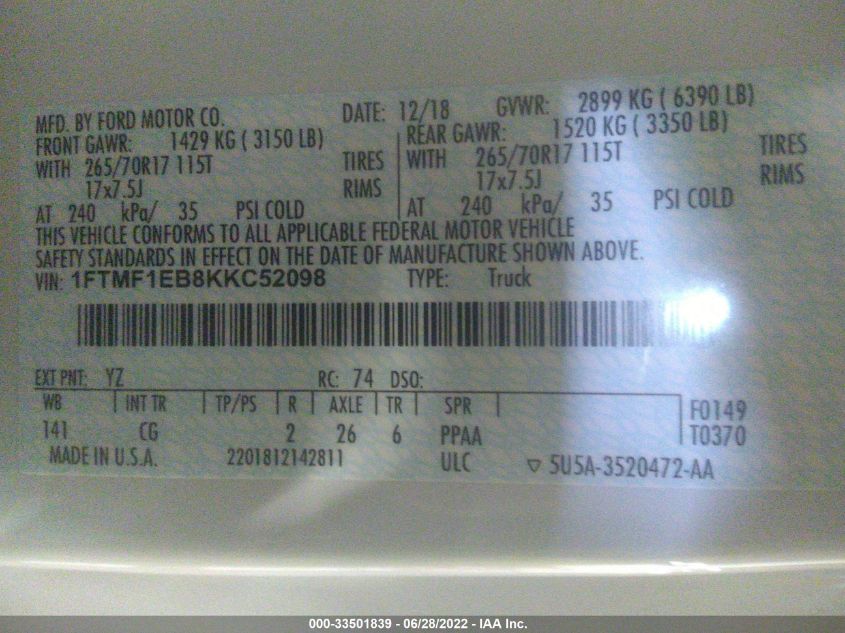 MFD. BY FORD MOTOR CO. DATE: 12/18 GVWR: 2899 KG ( 6390 LB)
FRONT GAWR: 1429 KG ( 3150 LB) REAR GAWR: 1520 KG ( 3350 LB)
WITH 265/70R17 115T TIRES WITH 265/70R17 115T TIRES
17x7.5J RIMS 17x7.5J RIMS
AT 240 kPa/ 35 PSI COLD AT 240 kPa/ 35 PSI COLD
THIS VEHICLE CONFORMS TO ALL APPLICABLE FEDERAL MOTOR VEHICLE
SAFETY STANDARDS IN EFFECT ON THE DATE OF MANUFACTURE SHOWN ABOVE.
VIN: 1FTMF1EB8KKC52098 TYPE: Truck
EXT PNT: YZ RC: 74 DSO:
WB INT TR TP/PS R AXLE TR SPR F0149
141 CG 2 26 6 PPAA T0370
MADE IN U.S.A. 2201812142811 ULC ▽ 5U5A-3520472-AA
000-33501839 - 06/28/2022 - IAA Inc.